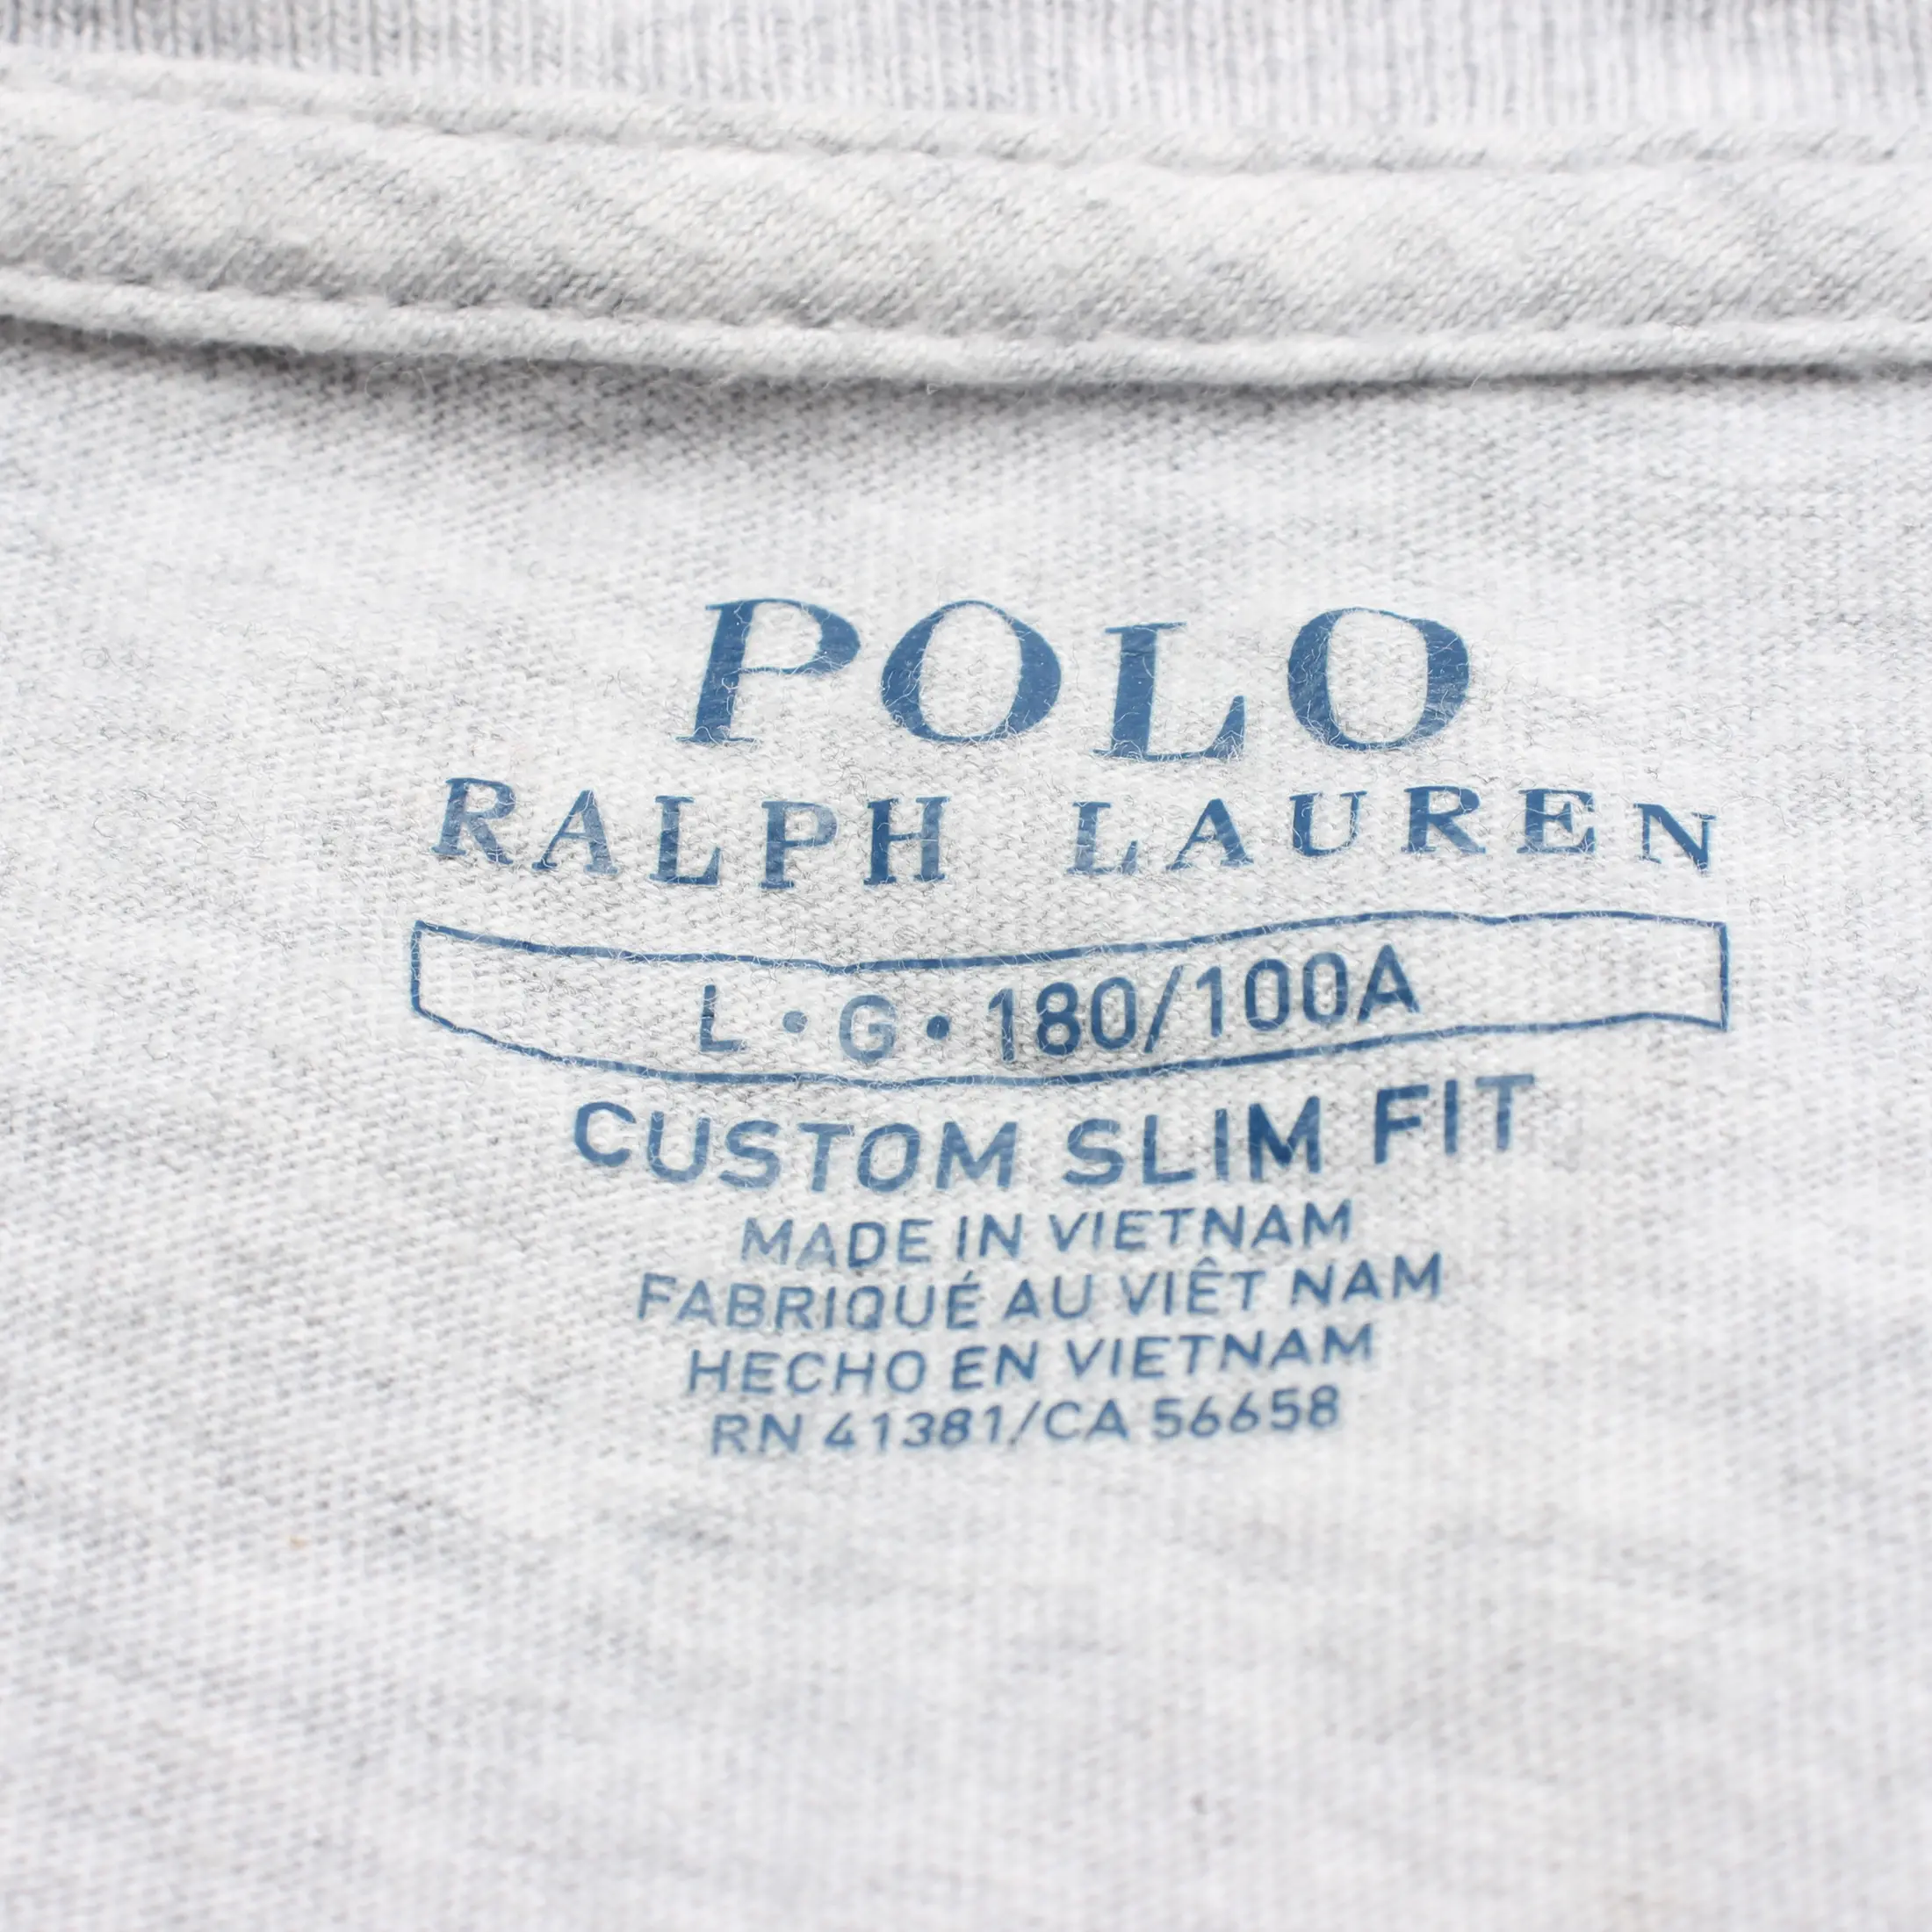 POLO
RALPH LAUREN
L • G • 180/100A
CUSTOM SLIM FIT
MADE IN VIETNAM
FABRIQUÉ AU VIÊT NAM
HECHO EN VIETNAM
RN 41381/CA 56658